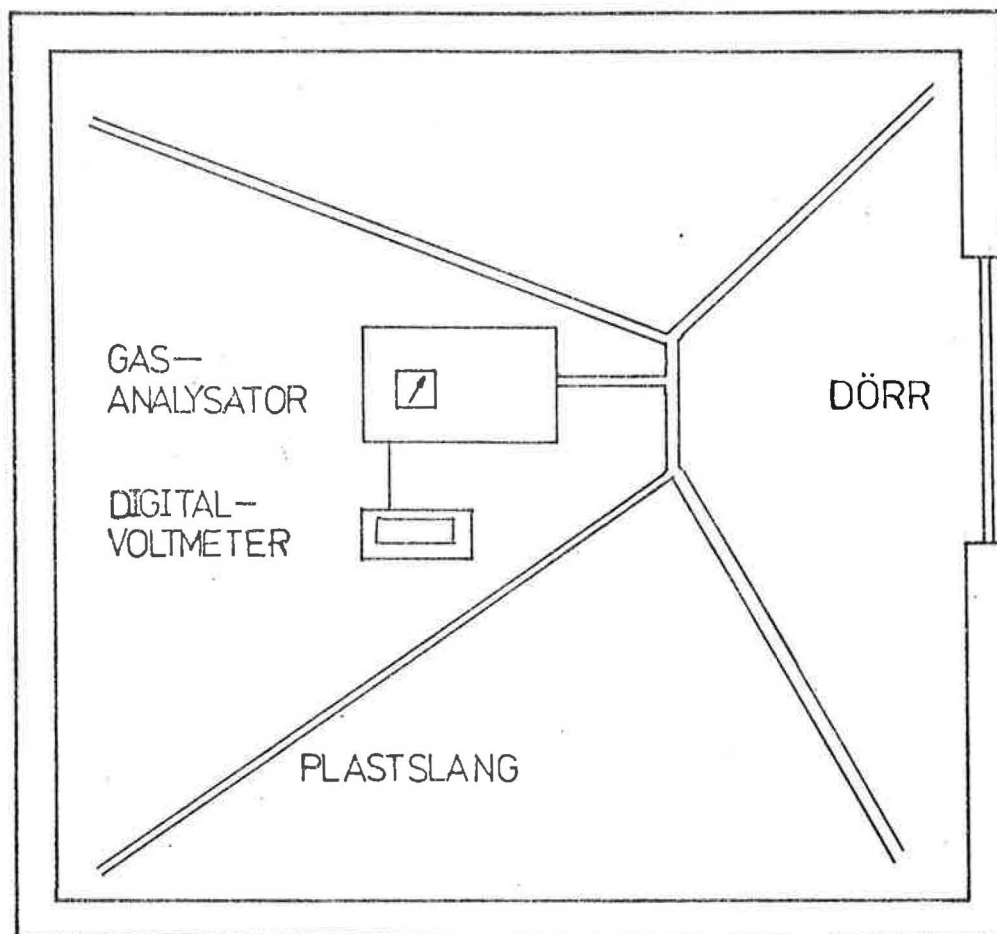 GAS-
ANALYSATOR
DÖRR
DIGITAL-
VOLTMETER
PLASTSLANG